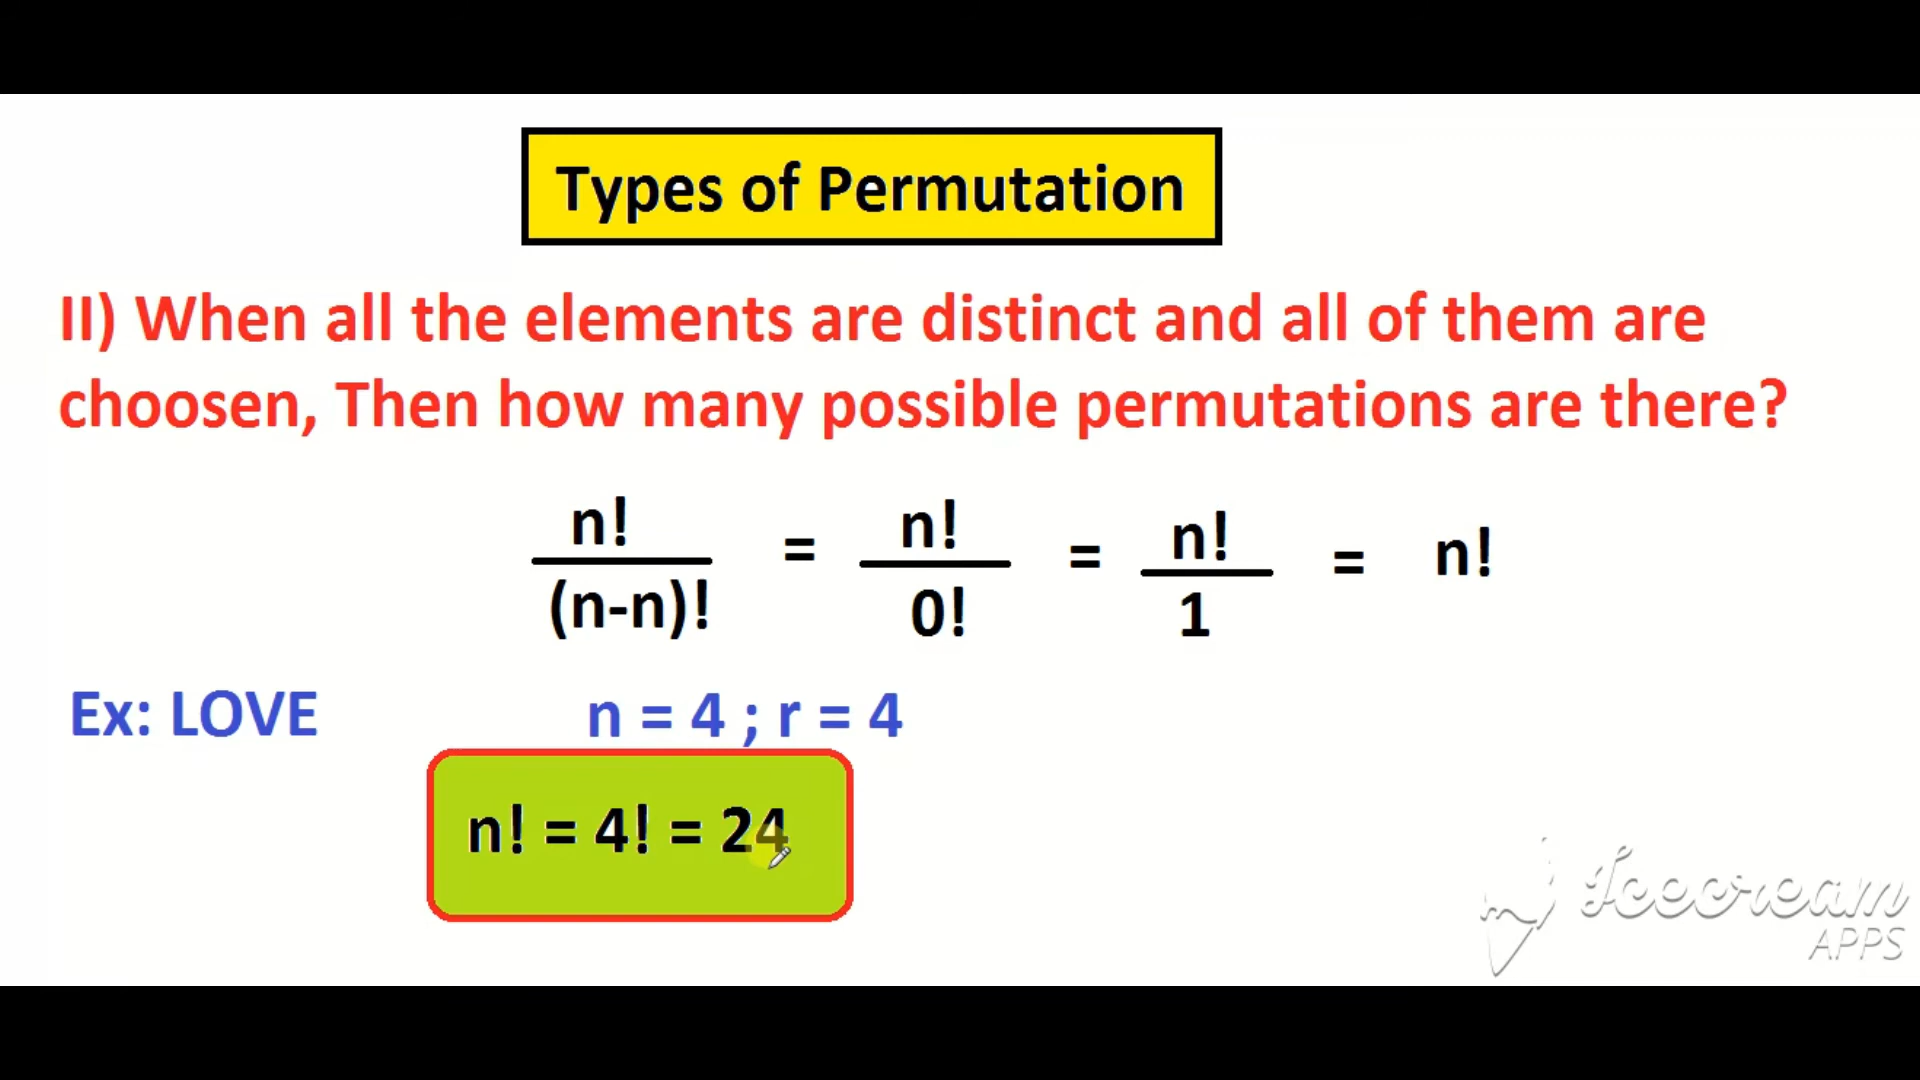 Types of Permutation
II) When all the elements are distinct and all of them are
choosen, Then how many possible permutations are there?
n! = n! = n! = n!
(n-n)! 0! 1
Ex: LOVE n = 4 ; r = 4
n! = 4! = 24
Icecream
APPS